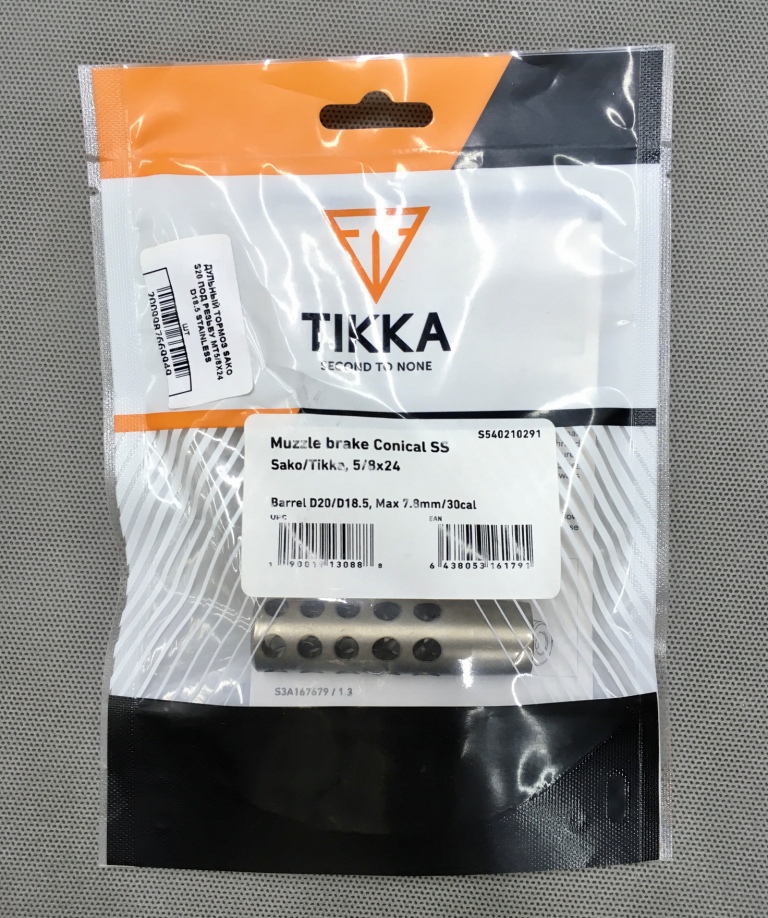 TIKKA
SECOND TO NONE
ДУЛЬНЫЙ ТОРМОЗ SAKO
S20 ПОД РЕЗЬБУ МТ5/8Х24
D18.5 STAINLESS
ШТ
Muzzle brake Conical SS
S540210291
Sako/Tikka, 5/8x24
Barrel D20/D18.5, Max 7.8mm/30cal
UPC
EAN
6 438053 161791
S3A167679 / 1.3